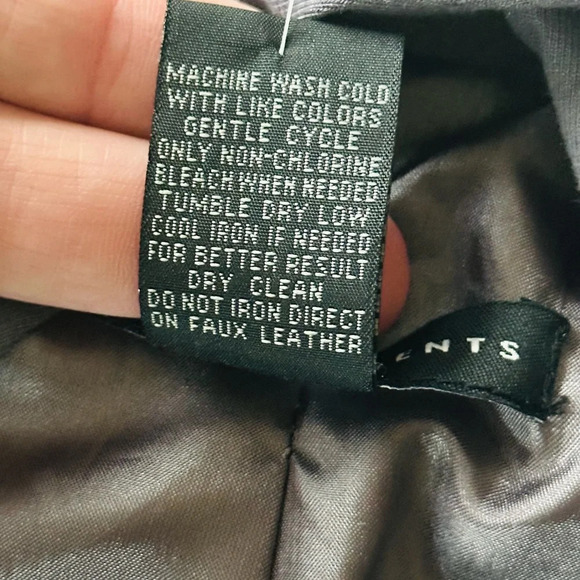 MACHINE WASH COLD
WITH LIKE COLORS
GENTLE CYCLE
ONLY NON-CHLORINE
BLEACH WHEN NEEDED
TUMBLE DRY LOW
COOL IRON IF NEEDED
FOR BETTER RESULT
DRY CLEAN
DO NOT IRON DIRECT
ON FAUX LEATHER
ENTS